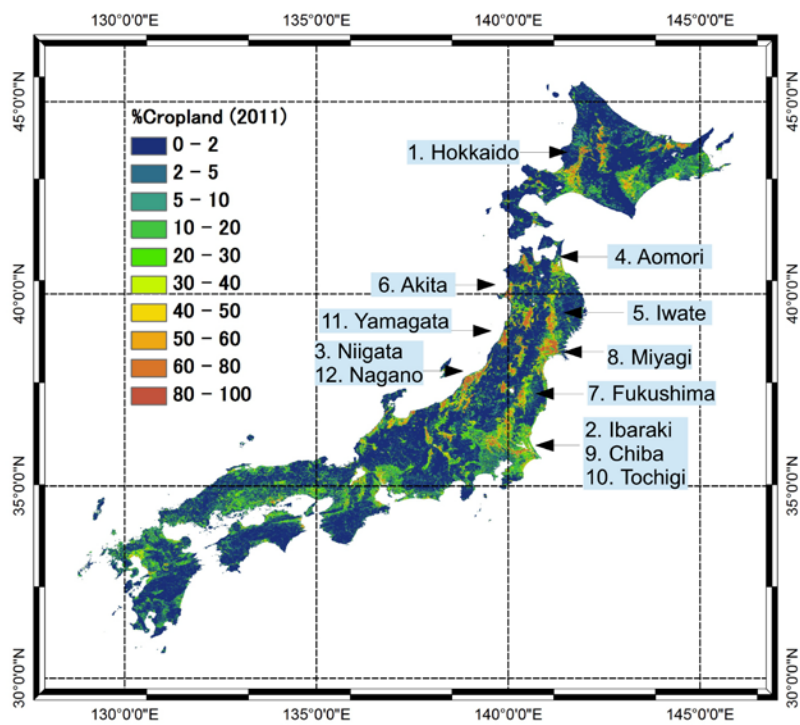 130°0'0"E 135°0'0"E 140°0'0"E 145°0'0"E
45°0'0"N
45°0'0"N
%Cropland (2011)
0 - 2
2 - 5
5 - 10
10 - 20
20 - 30
30 - 40
40 - 50
50 - 60
60 - 80
80 - 100
1. Hokkaido
4. Aomori
6. Akita
40°0'0"N
40°0'0"N
5. Iwate
11. Yamagata
3. Niigata
12. Nagano
8. Miyagi
7. Fukushima
2. Ibaraki
9. Chiba
10. Tochigi
35°0'0"N
35°0'0"N
30°0'0"N
30°0'0"N
130°0'0"E 135°0'0"E 140°0'0"E 145°0'0"E